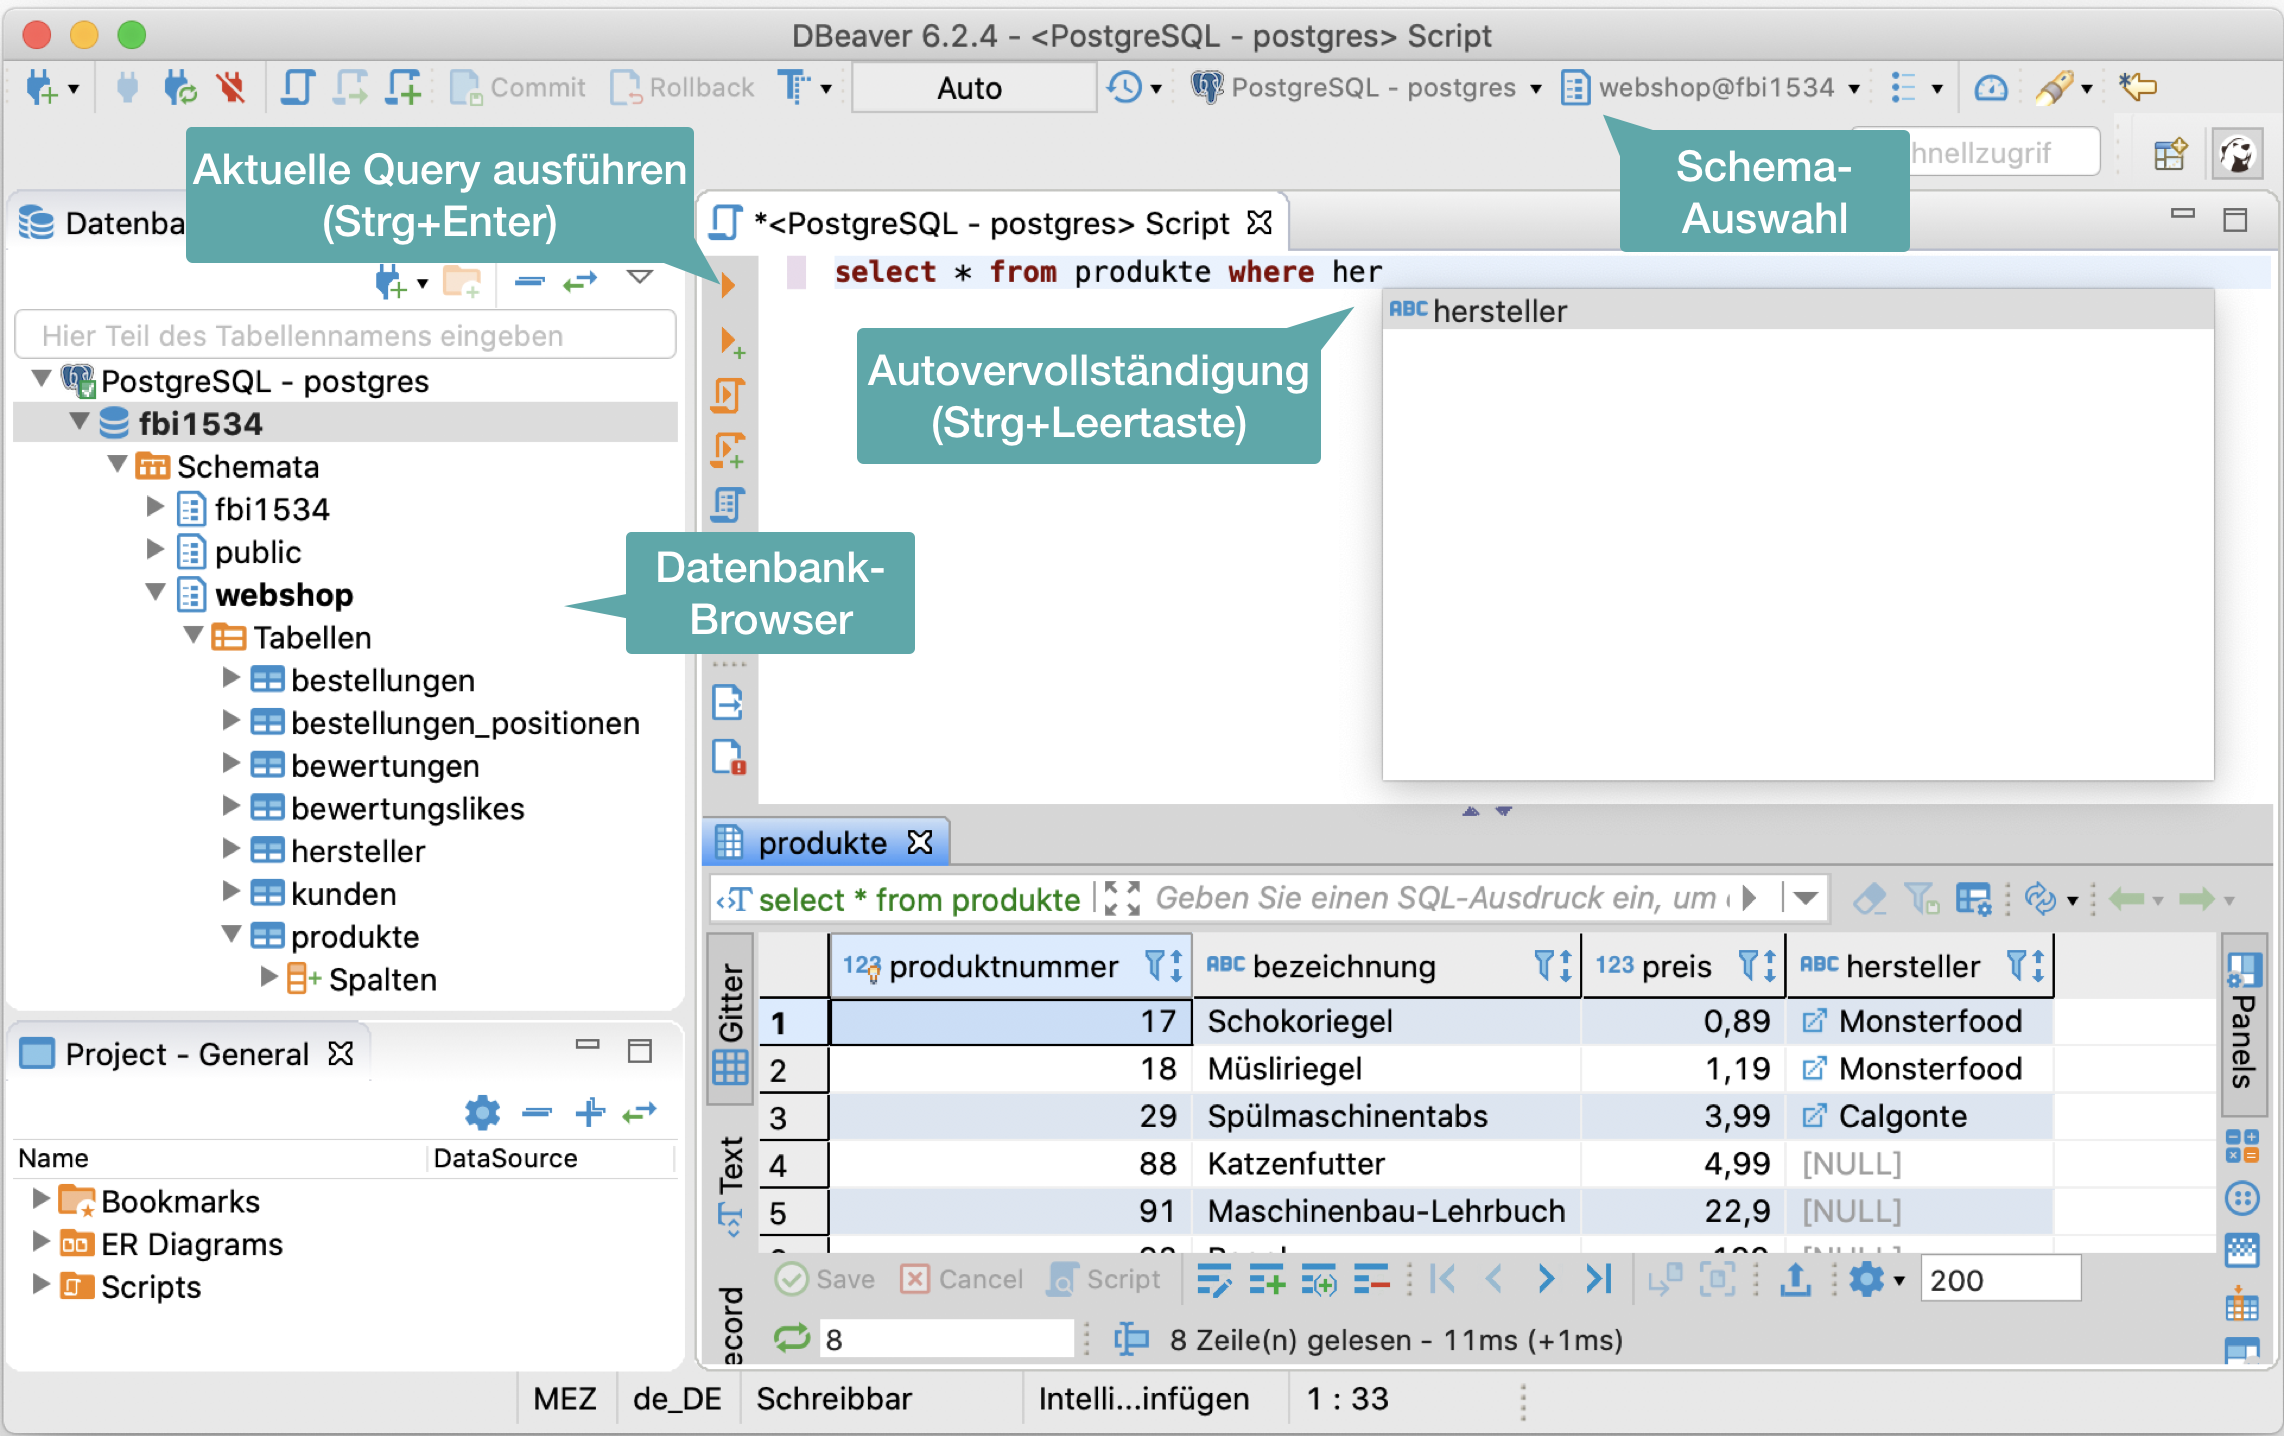 DBeaver 6.2.4 - <PostgreSQL - postgres> Script
Commit Rollback Auto PostgreSQL - postgres webshop@fbi1534
Aktuelle Query ausführen
(Strg+Enter)
Schema-
Auswahl
hnellzugrif
Datenba
*<PostgreSQL - postgres> Script
select * from produkte where her
ABC hersteller
Autovervollständigung
(Strg+Leertaste)
Hier Teil des Tabellennamens eingeben
PostgreSQL - postgres
fbi1534
Schemata
fbi1534
public
webshop
Tabellen
bestellungen
bestellungen_positionen
bewertungen
bewertungslikes
hersteller
kunden
produkte
Spalten
Datenbank-
Browser
Project - General
Name DataSource
Bookmarks
ER Diagrams
Scripts
produkte
select * from produkte Geben Sie einen SQL-Ausdruck ein, um
Gitter
Text
ecord
Panels
123 produktnummer ABC bezeichnung 123 preis ABC hersteller
1 17 Schokoriegel 0,89 Monsterfood
2 18 Müsliriegel 1,19 Monsterfood
3 29 Spülmaschinentabs 3,99 Calgonte
4 88 Katzenfutter 4,99 [NULL]
5 91 Maschinenbau-Lehrbuch 22,9 [NULL]
Save Cancel Script 200
8 8 Zeile(n) gelesen - 11ms (+1ms)
MEZ de_DE Schreibbar Intelli...infügen 1 : 33